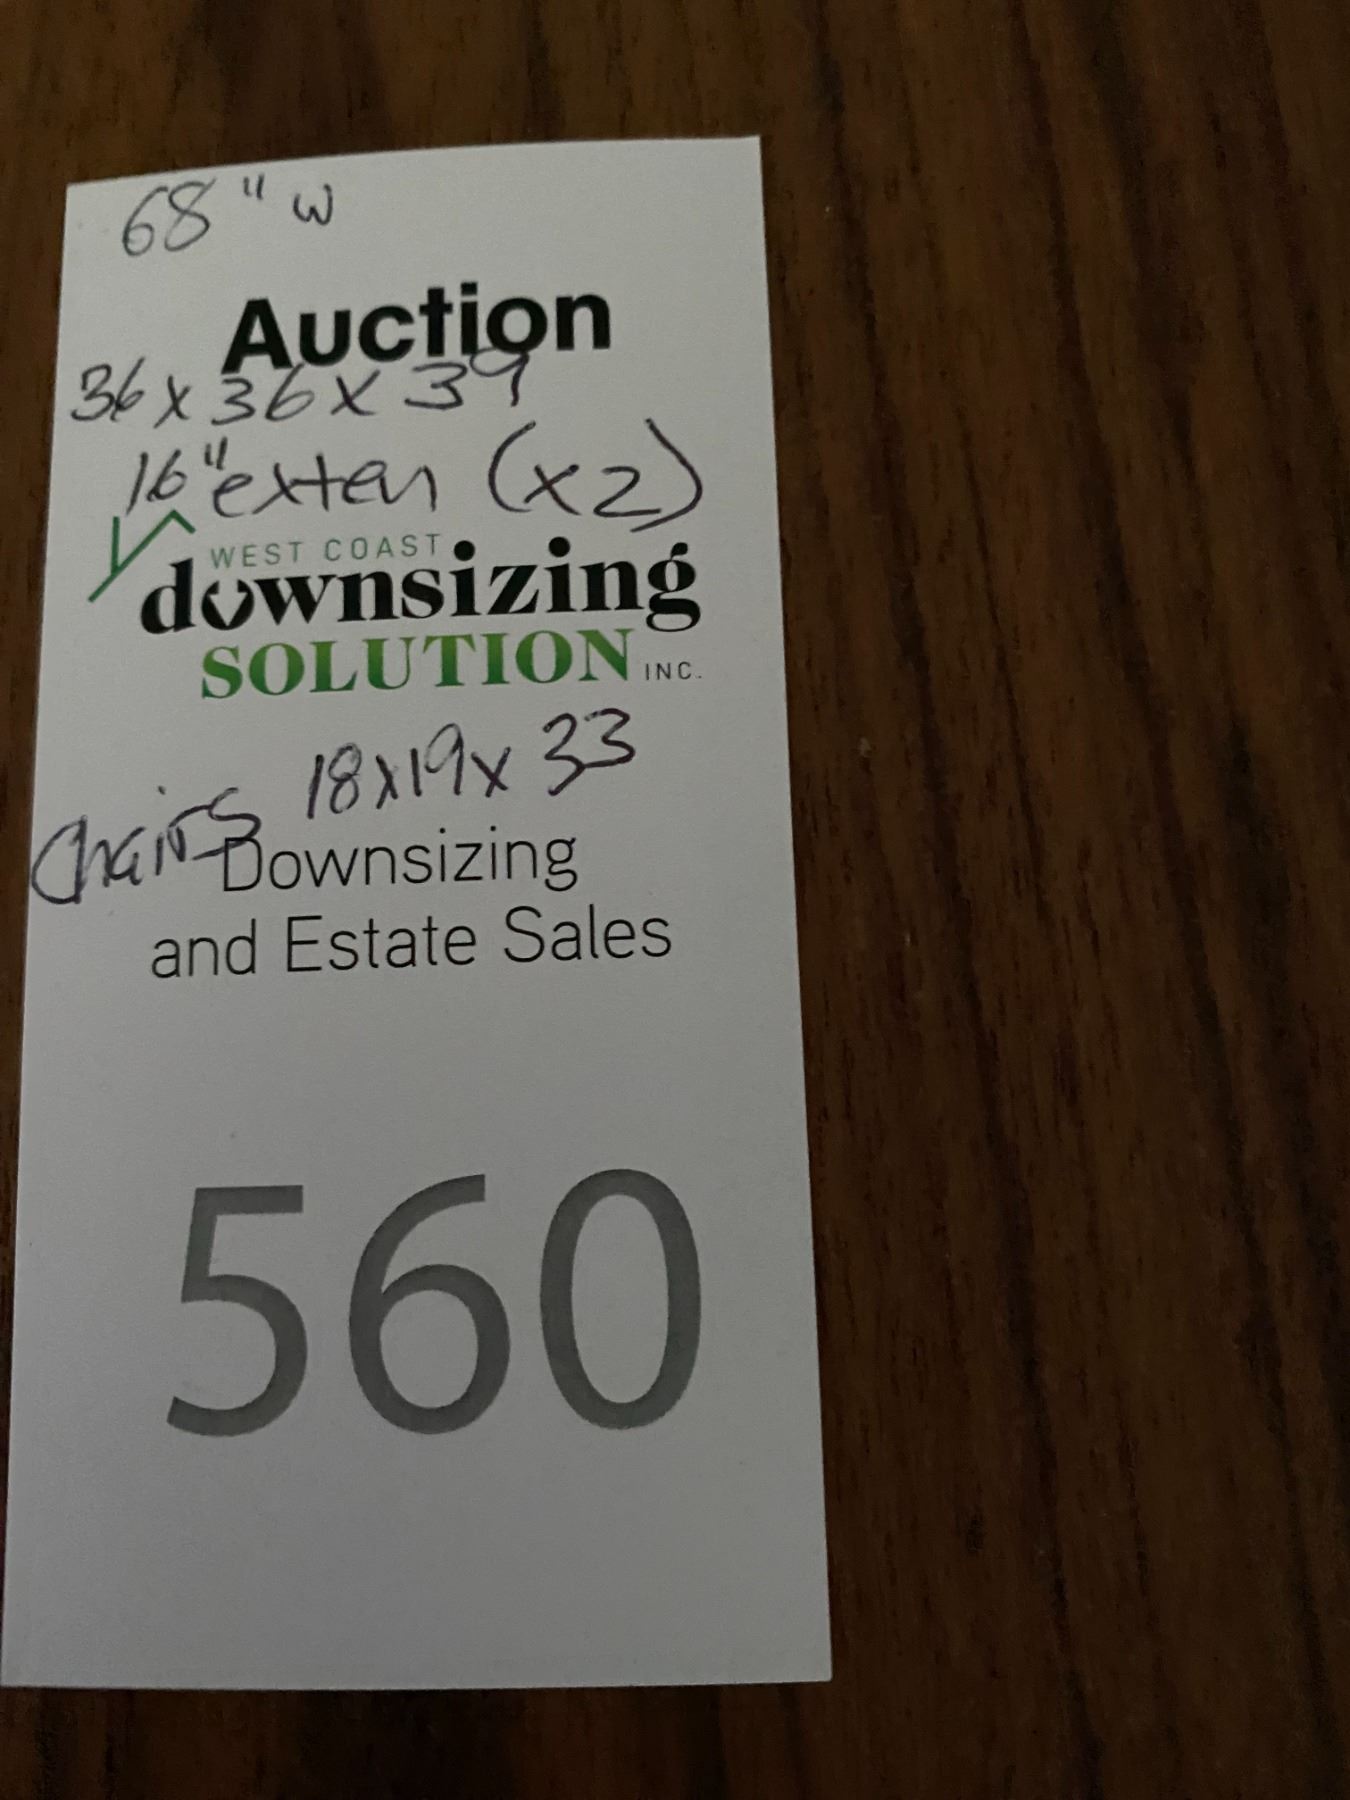 68" w
Auction
36 x 36 x 39
16" exten (x2)
WEST COAST
downsizing
SOLUTION INC.
Chairs 18x19x33
Downsizing
and Estate Sales
560